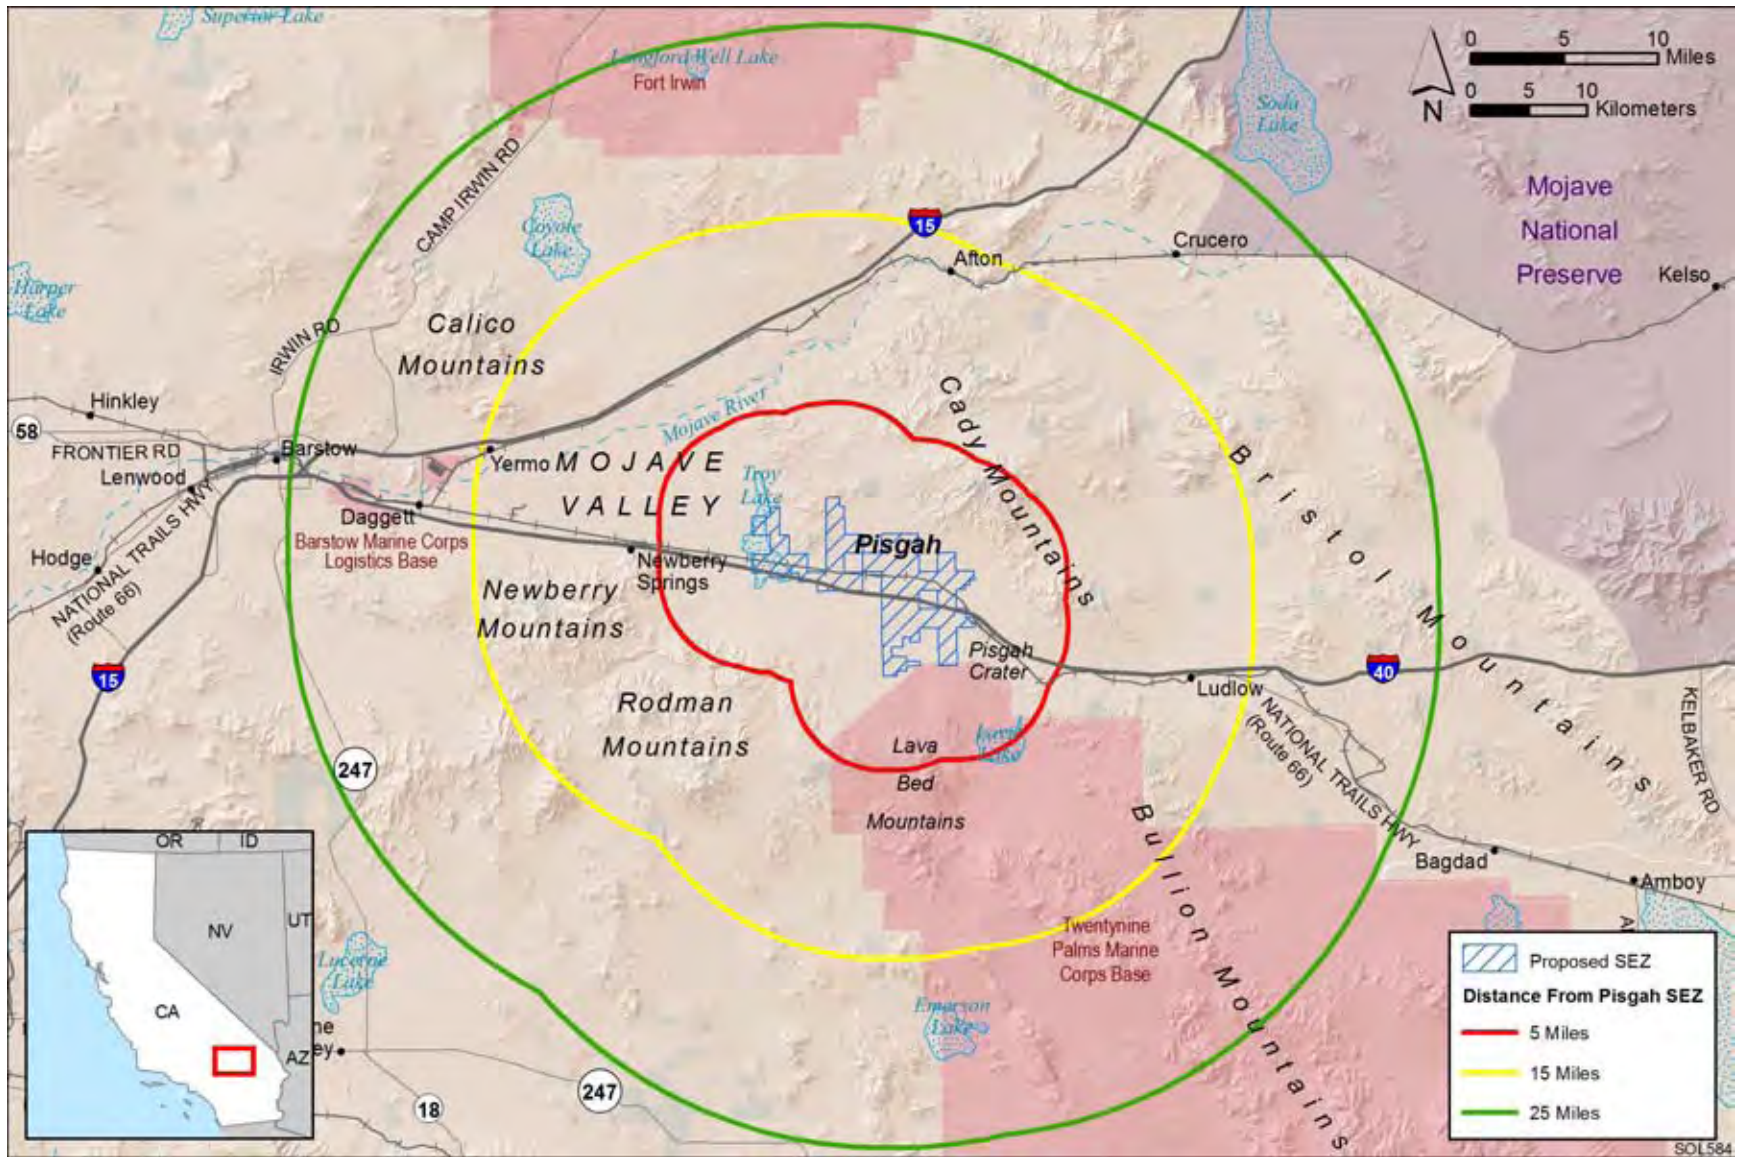 Superior Lake
Langford Well Lake
Fort Irwin
0 5 10
Miles
0 5 10
Kilometers
N
Soda
Lake
CAMP IRWIN RD
Coyote
Lake
15
Mojave
National
Preserve
Crucero
Afton
Kelso
Harper
Lake
IRWIN RD
Calico
Mountains
Hinkley
58
FRONTIER RD
Barstow
Lenwood
Mojave River
Cady Mountains
Yermo
MOJAVE
VALLEY
Troy
Lake
Bristol Mountains
Daggett
Barstow Marine Corps
Logistics Base
Pisgah
Hodge
NATIONAL TRAILS HWY
(Route 66)
Newberry
Springs
Newberry
Mountains
15
Pisgah
Crater
40
Ludlow
Rodman
Mountains
NATIONAL TRAILS HWY
(Route 66)
KELBAKER RD
Lava
Bed
Mountains
Lake
247
Bullion Mountains
Bagdad
Amboy
OR ID
NV
UT
CA
AZ
Lucerne
Lake
Twentynine
Palms Marine
Corps Base
Emerson
Lake
247
18
Proposed SEZ
Distance From Pisgah SEZ
5 Miles
15 Miles
25 Miles
SOL584